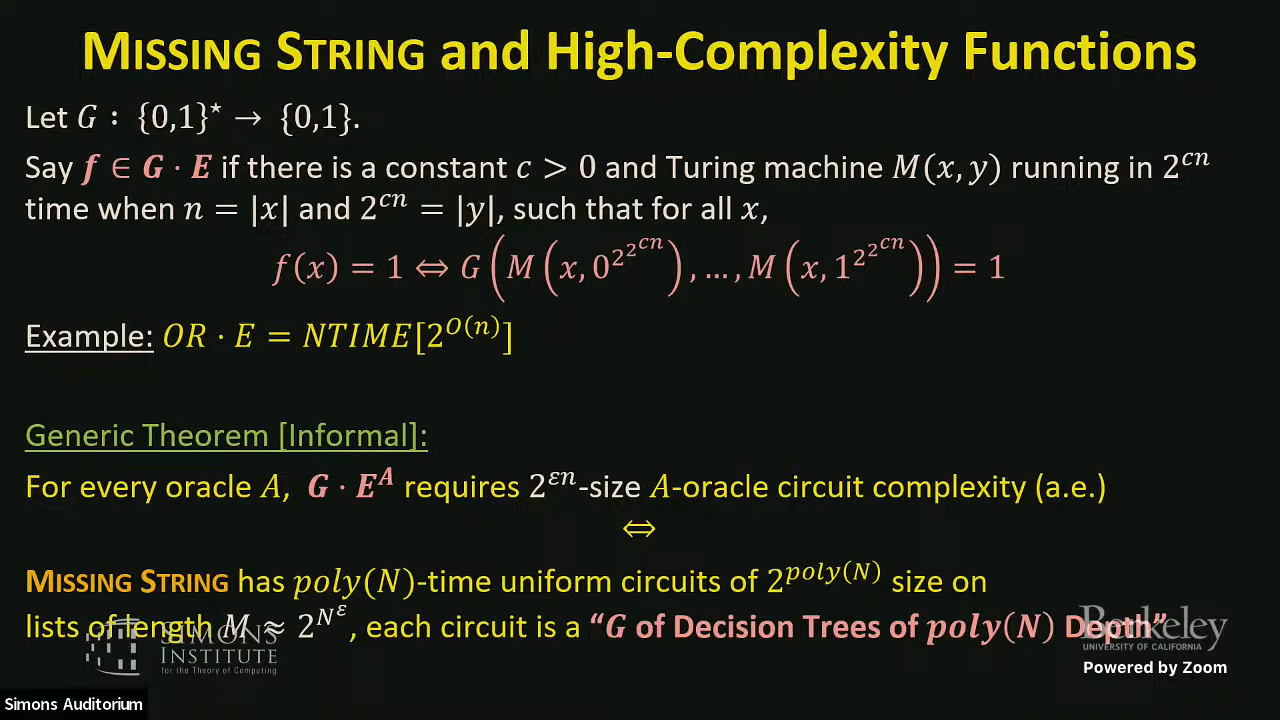 MISSING STRING and High-Complexity Functions
Let G : {0,1}^⋆ → {0,1}.
Say f ∈ G · E if there is a constant c > 0 and Turing machine M(x, y) running in 2^{cn}
time when n = |x| and 2^{cn} = |y|, such that for all x,
f(x) = 1 ⇔ G(M(x, 0^{2^{2^{cn}}}), …, M(x, 1^{2^{2^{cn}}})) = 1
Example: OR · E = NTIME[2^{O(n)}]
Generic Theorem [Informal]:
For every oracle A, G · E^A requires 2^{εn}-size A-oracle circuit complexity (a.e.)
⇔
MISSING STRING has poly(N)-time uniform circuits of 2^{poly(N)} size on
lists of length M ≈ 2^{N^ε}, each circuit is a “G of Decision Trees of poly(N) Depth”
SIMONS
INSTITUTE
for the Theory of Computing
Berkeley
UNIVERSITY OF CALIFORNIA
Powered by Zoom
Simons Auditorium